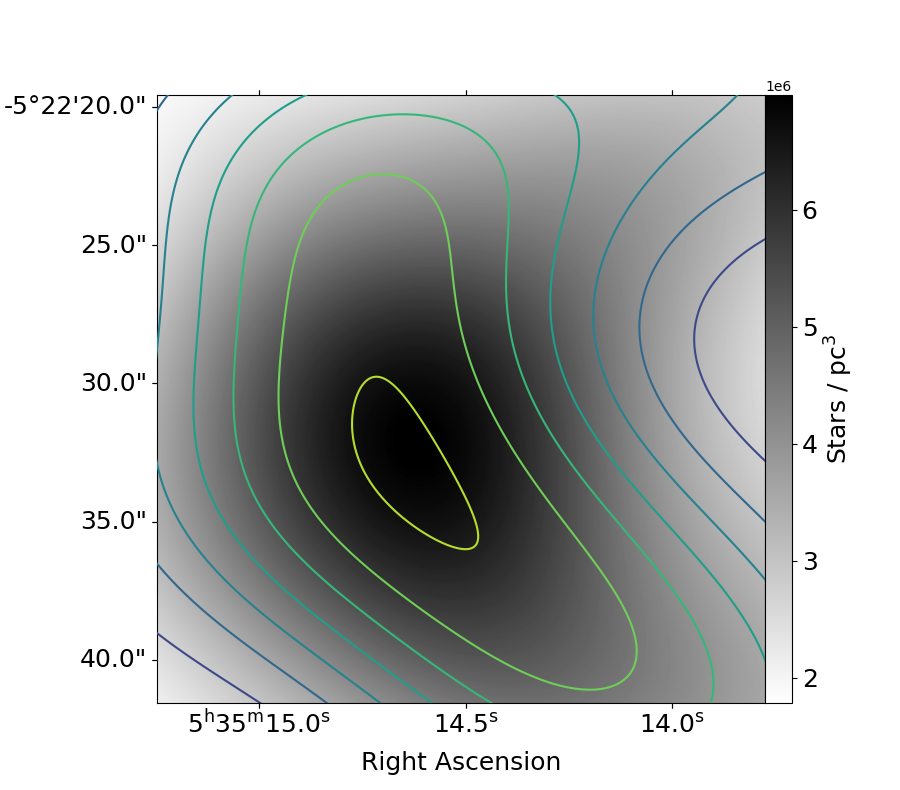 1e6
-5°22'20.0"
25.0"
30.0"
35.0"
40.0"
5ʰ35ᵐ15.0ˢ
14.5ˢ
14.0ˢ
Right Ascension
6
5
4
3
2
Stars / pc³